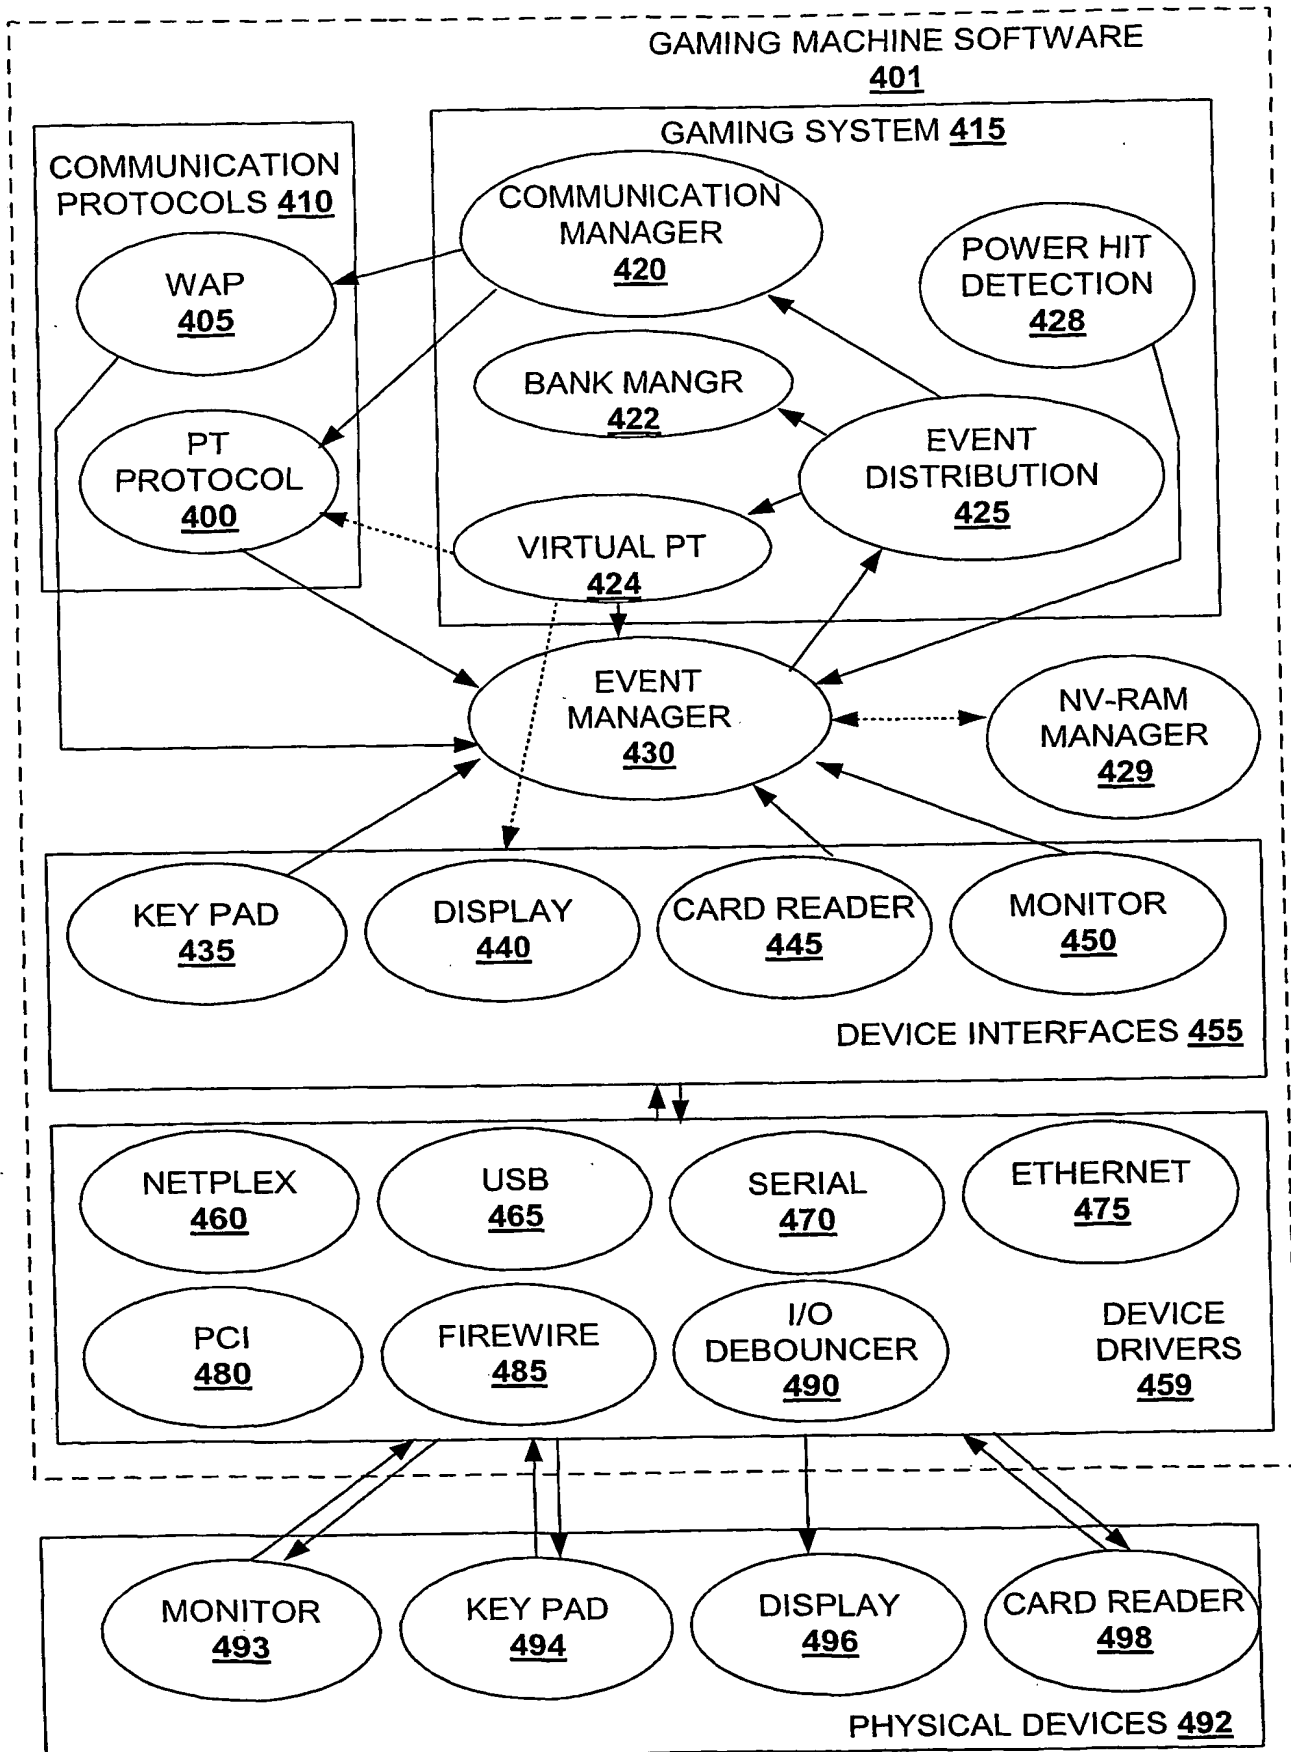 GAMING MACHINE SOFTWARE
401
GAMING SYSTEM 415
COMMUNICATION
PROTOCOLS 410
COMMUNICATION
MANAGER
420
POWER HIT
DETECTION
428
WAP
405
BANK MANGR
422
PT
PROTOCOL
400
EVENT
DISTRIBUTION
425
VIRTUAL PT
424
EVENT
MANAGER
430
NV-RAM
MANAGER
429
KEY PAD
435
DISPLAY
440
CARD READER
445
MONITOR
450
DEVICE INTERFACES 455
NETPLEX
460
USB
465
SERIAL
470
ETHERNET
475
PCI
480
FIREWIRE
485
I/O
DEBOUNCER
490
DEVICE
DRIVERS
459
MONITOR
493
KEY PAD
494
DISPLAY
496
CARD READER
498
PHYSICAL DEVICES 492